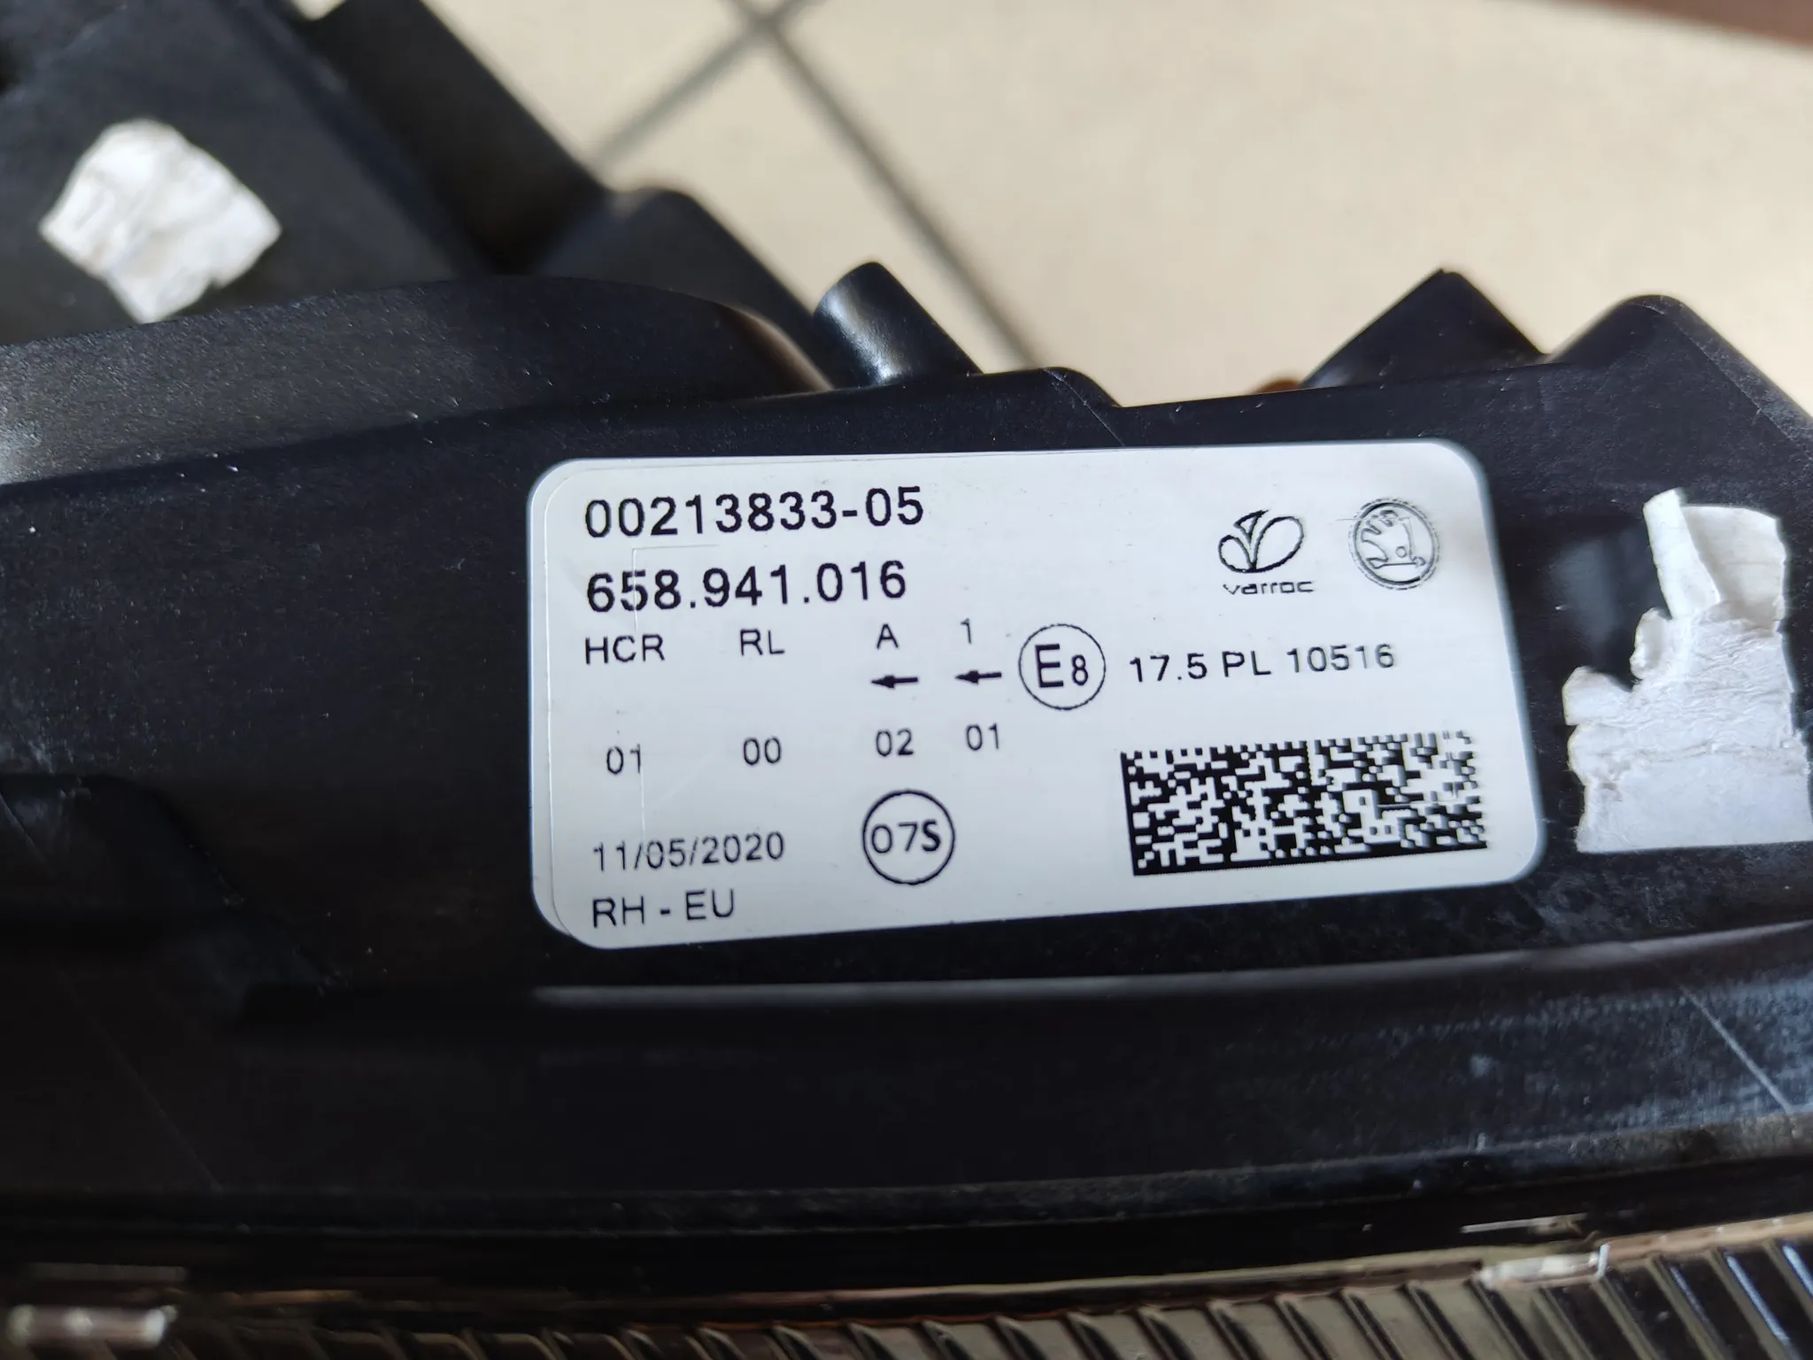 00213833-05
658.941.016
varroc
HCR RL A 1
← ← E8 17.5 PL 10516
01 00 02 01
11/05/2020 07S
RH - EU